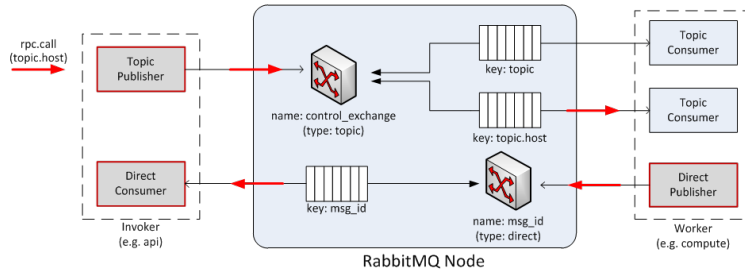 rpc.call
(topic.host)
Topic
Publisher
name: control_exchange
(type: topic)
key: topic
Topic
Consumer
key: topic.host
Topic
Consumer
Direct
Consumer
key: msg_id
name: msg_id
(type: direct)
Direct
Publisher
Invoker
(e.g. api)
Worker
(e.g. compute)
RabbitMQ Node